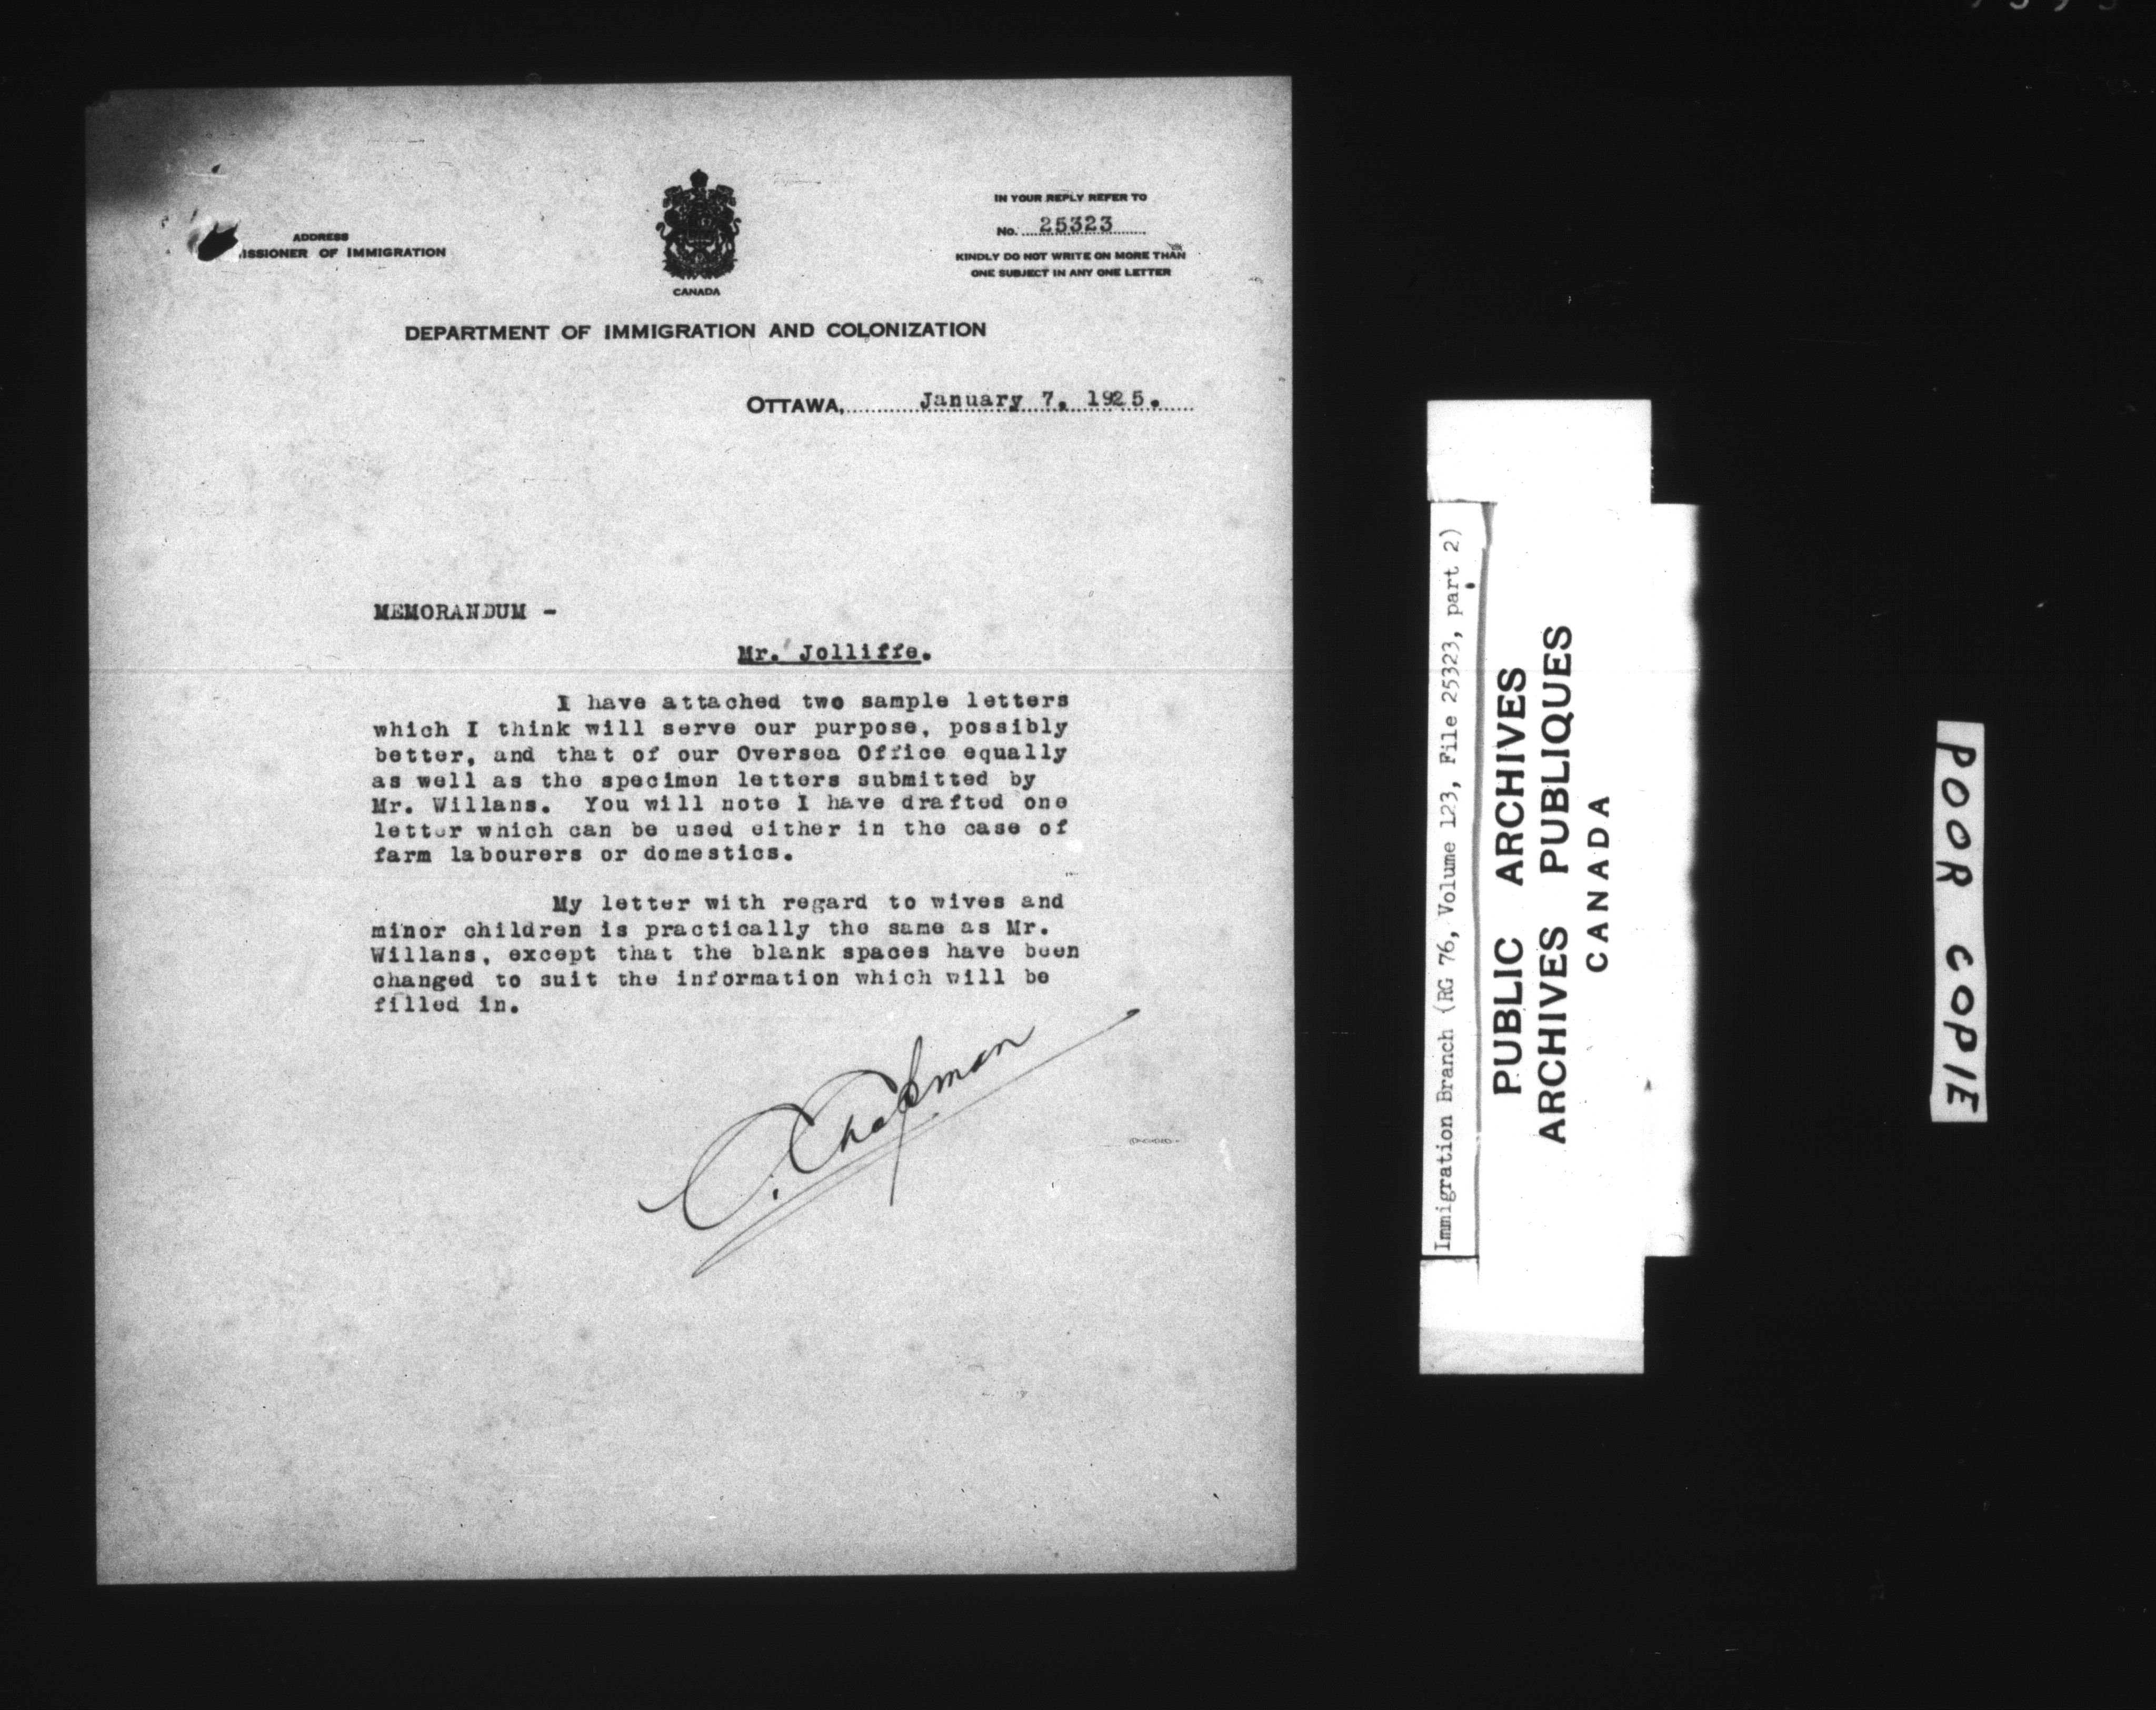 ADDRESS
ISSIONER OF IMMIGRATION
CANADA
IN YOUR REPLY REFER TO
No. 25323
KINDLY DO NOT WRITE ON MORE THAN
ONE SUBJECT IN ANY ONE LETTER
DEPARTMENT OF IMMIGRATION AND COLONIZATION
OTTAWA, January 7, 1925.
MEMORANDUM -
Mr. Jolliffe.
I have attached two sample letters
which I think will serve our purpose, possibly
better, and that of our Oversea Office equally
as well as the specimen letters submitted by
Mr. Willans. You will note I have drafted one
letter which can be used either in the case of
farm labourers or domestics.
My letter with regard to wives and
minor children is practically the same as Mr.
Willans, except that the blank spaces have been
changed to suit the information which will be
filled in.
C. Chapman
Immigration Branch (RG 76, Volume 123, File 25323, part 2)
PUBLIC ARCHIVES
ARCHIVES PUBLIQUES
CANADA
POOR COPIE